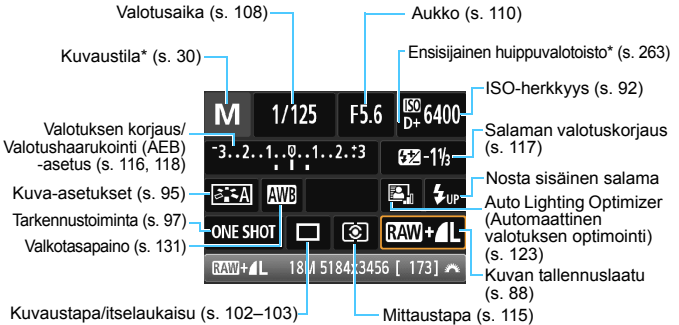 Valotusaika (s. 108)
Aukko (s. 110)
Kuvaustila* (s. 30)
Ensisijainen huippuvalotoisto* (s. 263)
ISO-herkkyys (s. 92)
M 1/125 F5.6 ISO D+ 6400
Valotuksen korjaus/
Valotushaarukointi (AEB)
-asetus (s. 116, 118)
-3..2..1..0..1..2.+3
-1⅓
Salaman valotuskorjaus
(s. 117)
Kuva-asetukset (s. 95)
A AWB
UP
Nosta sisäinen salama
Auto Lighting Optimizer
(Automaattinen
valotuksen optimointi)
(s. 123)
Tarkennustoiminta (s. 97)
ONE SHOT
RAW+L
Valkotasapaino (s. 131)
RAW+L 18M 5184x3456 [ 173]
Kuvan tallennuslaatu
(s. 88)
Kuvaustapa/itselaukaisu (s. 102–103)
Mittaustapa (s. 115)